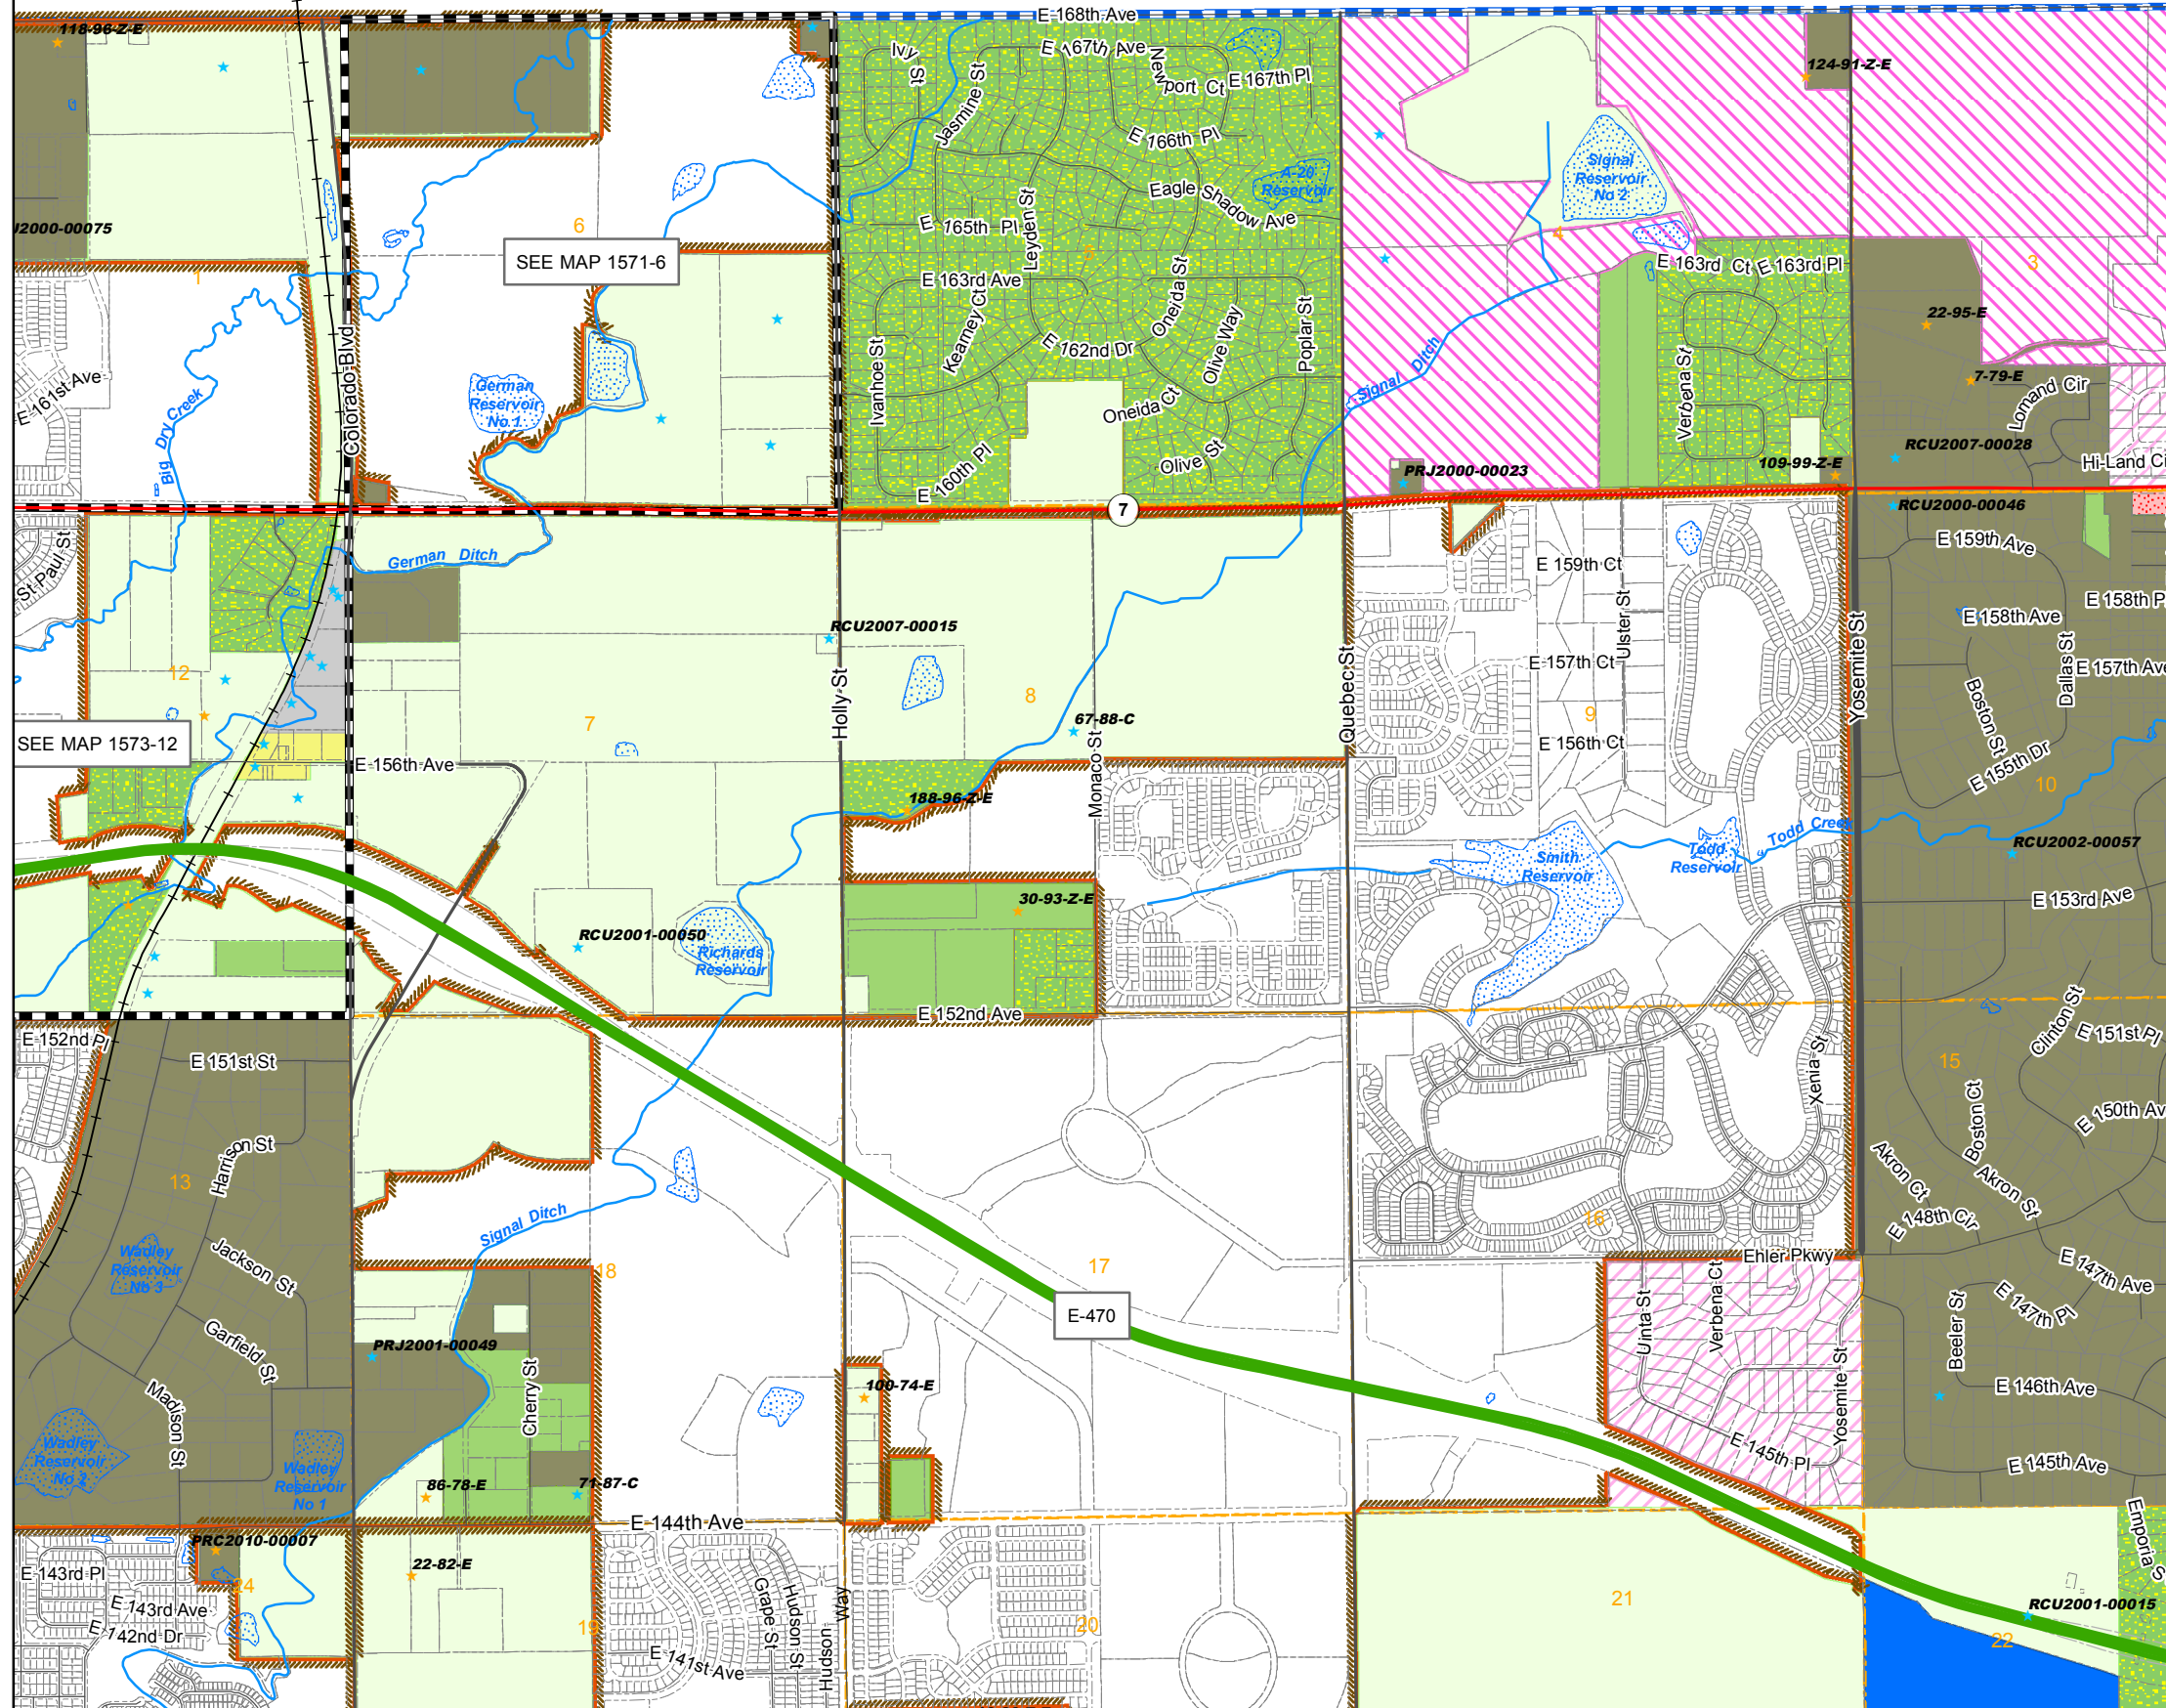 E 168th Ave
118-96-Z-E
Ivy St
E 167th Ave
Newport Ct
E 167th Pl
124-91-Z-E
Jasmine St
E 166th Pl
Signal
Reservoir
No 2
A-20
Reservoir
Eagle Shadow Ave
J2000-00075
6
E 165th Pl
Leyden St
5
4
SEE MAP 1571-6
1
E 163rd Ave
E 163rd Ct
E 163rd Pl
3
Kearney Ct
Oneida St
22-95-E
Colorado Blvd
Ivanhoe St
E 162nd Dr
Olive Way
Poplar St
Signal Ditch
Verbena St
7-79-E
E 161st Ave
Big Dry Creek
German
Reservoir
No 1
Oneida Ct
Lomand Cir
RCU2007-00028
E 160th Pl
Olive St
PRJ2000-00023
109-99-Z-E
Hi-Land Ci
7
RCU2000-00046
St Paul St
German Ditch
E 159th Ct
E 159th Ave
Ulster St
E 158th Ave
E 158th P
RCU2007-00015
12
Holly St
8
Quebec St
E 157th Ct
Yosemite St
Dallas St
E 157th Ave
Boston St
67-88-C
9
7
SEE MAP 1573-12
Monaco St
E 156th Ct
E 156th Ave
E 155th Dr
10
188-96-Z-E
Todd Creek
RCU2002-00057
Smith
Reservoir
Todd
Reservoir
30-93-Z-E
E 153rd Ave
RCU2001-00050
Richards
Reservoir
E 152nd Ave
E 152nd Pl
Clinton St
E 151st Pl
E 151st St
15
Xenia St
Boston Ct
E 150th Av
Harrison St
13
Akron Ct
Akron St
Signal Ditch
16
E 148th Cir
Wadley
Reservoir
No 3
Jackson St
18
17
Ehler Pkwy
E 147th Ave
E 147th Pl
E-470
Uinta St
Verbena Ct
Beeler St
Garfield St
PRJ2001-00049
Cherry St
100-74-E
Yosemite St
E 146th Ave
Madison St
Wadley
Reservoir
No 2
Wadley
Reservoir
No 1
86-78-E
71-87-C
E 145th Pl
E 145th Ave
E 144th Ave
Emporia S
PRC2010-00007
22-82-E
E 143rd Pl
24
E 143rd Ave
E 142nd Dr
19
Grape St
Hudson St
Hudson Way
20
21
RCU2001-00015
22
E 141st Ave